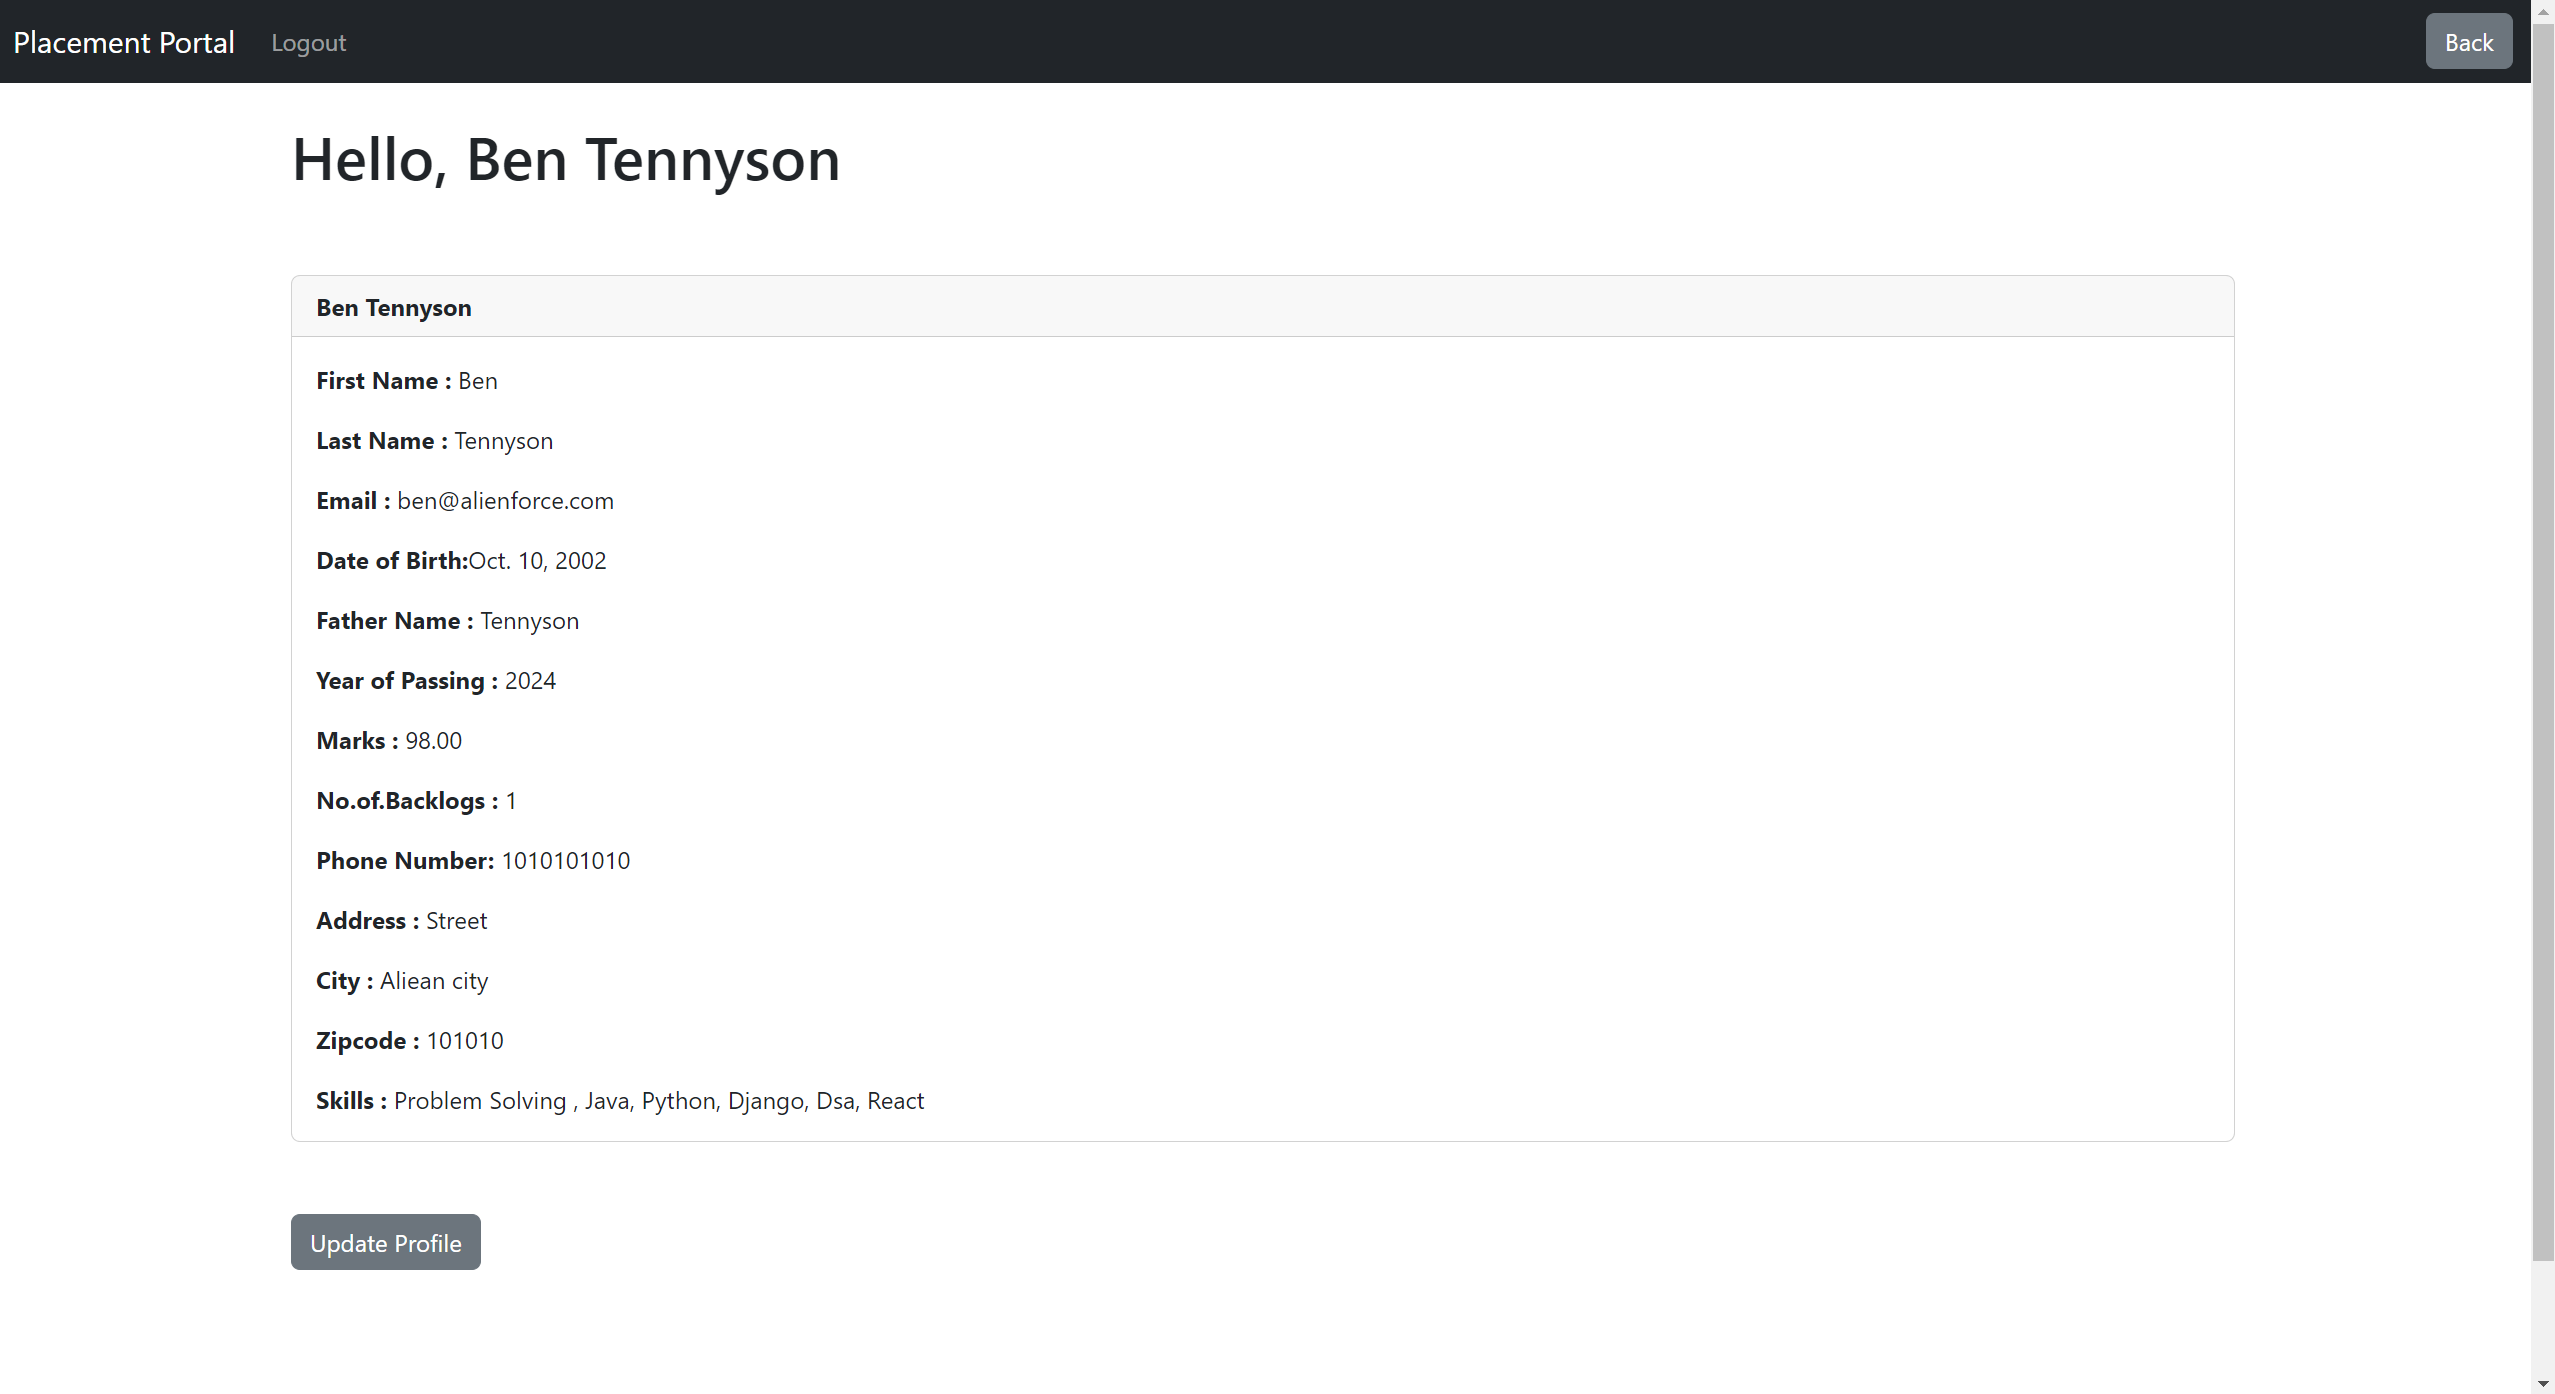 Placement Portal Logout Back
Hello, Ben Tennyson
Ben Tennyson
First Name : Ben
Last Name : Tennyson
Email : ben@alienforce.com
Date of Birth:Oct. 10, 2002
Father Name : Tennyson
Year of Passing : 2024
Marks : 98.00
No.of.Backlogs : 1
Phone Number: 1010101010
Address : Street
City : Aliean city
Zipcode : 101010
Skills : Problem Solving , Java, Python, Django, Dsa, React
Update Profile